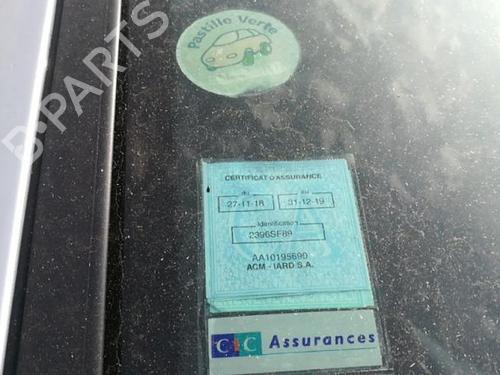 Pastille Verte
B-PARTS
CERTIFICAT D'ASSURANCE
du au
27-11-18 31-12-19
Identification
2396SF89
AA10195690
ACM - IARD S.A.
CIC Assurances